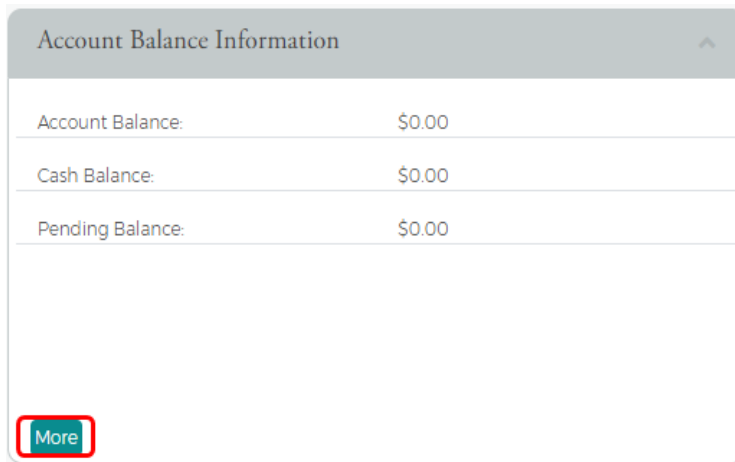 Account Balance Information
Account Balance: $0.00
Cash Balance: $0.00
Pending Balance: $0.00
More